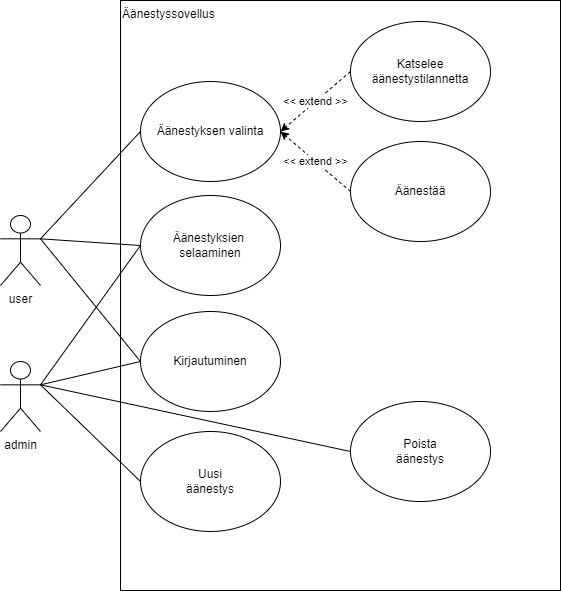 Äänestyssovellus
Katselee
äänestystilannetta
<< extend >>
Äänestyksen valinta
<< extend >>
Äänestää
Äänestyksien
selaaminen
user
Kirjautuminen
admin
Poista
äänestys
Uusi
äänestys